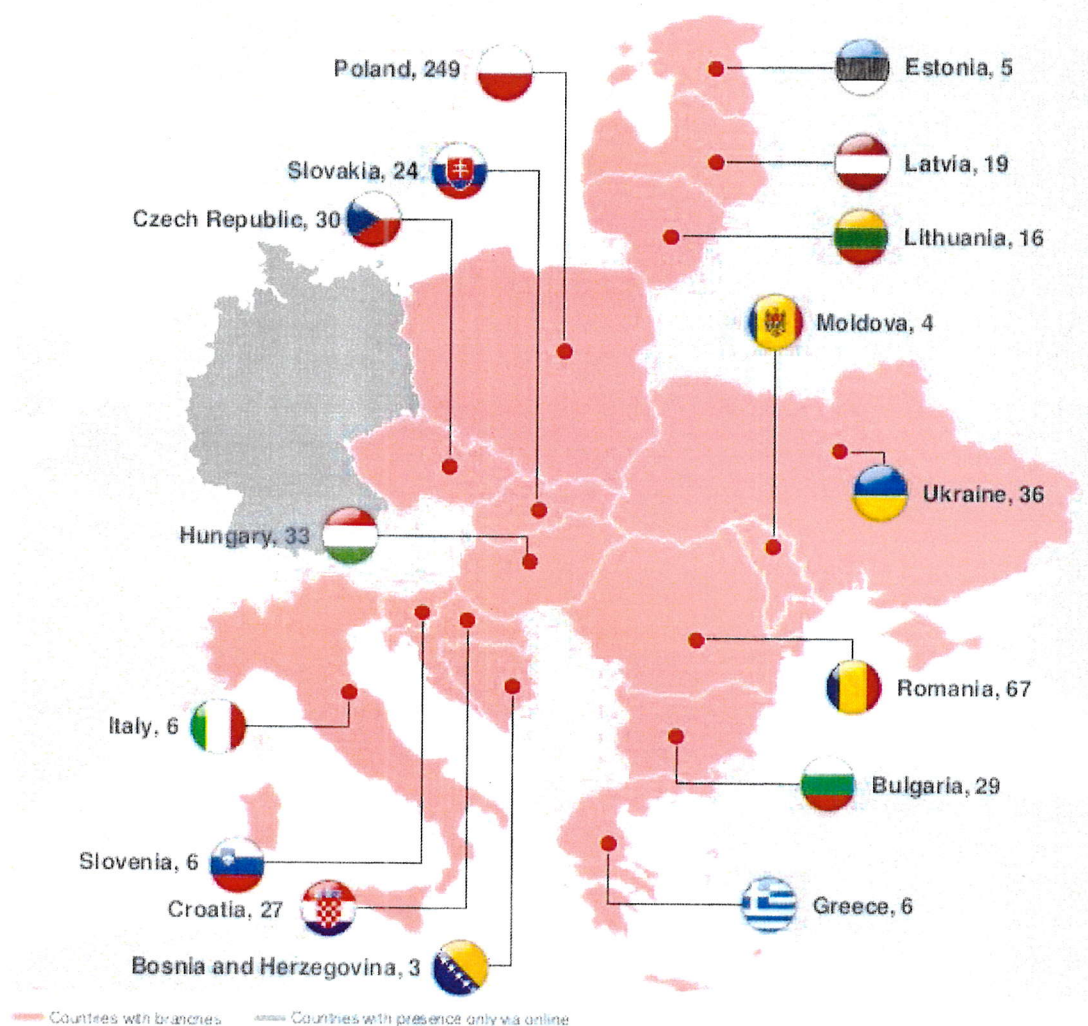 Poland, 249
Estonia, 5
Slovakia, 24
Latvia, 19
Czech Republic, 30
Lithuania, 16
Moldova, 4
Ukraine, 36
Hungary, 33
Romania, 67
Italy, 6
Bulgaria, 29
Slovenia, 6
Croatia, 27
Greece, 6
Bosnia and Herzegovina, 3
Countries with branches
Countries with presence only via online